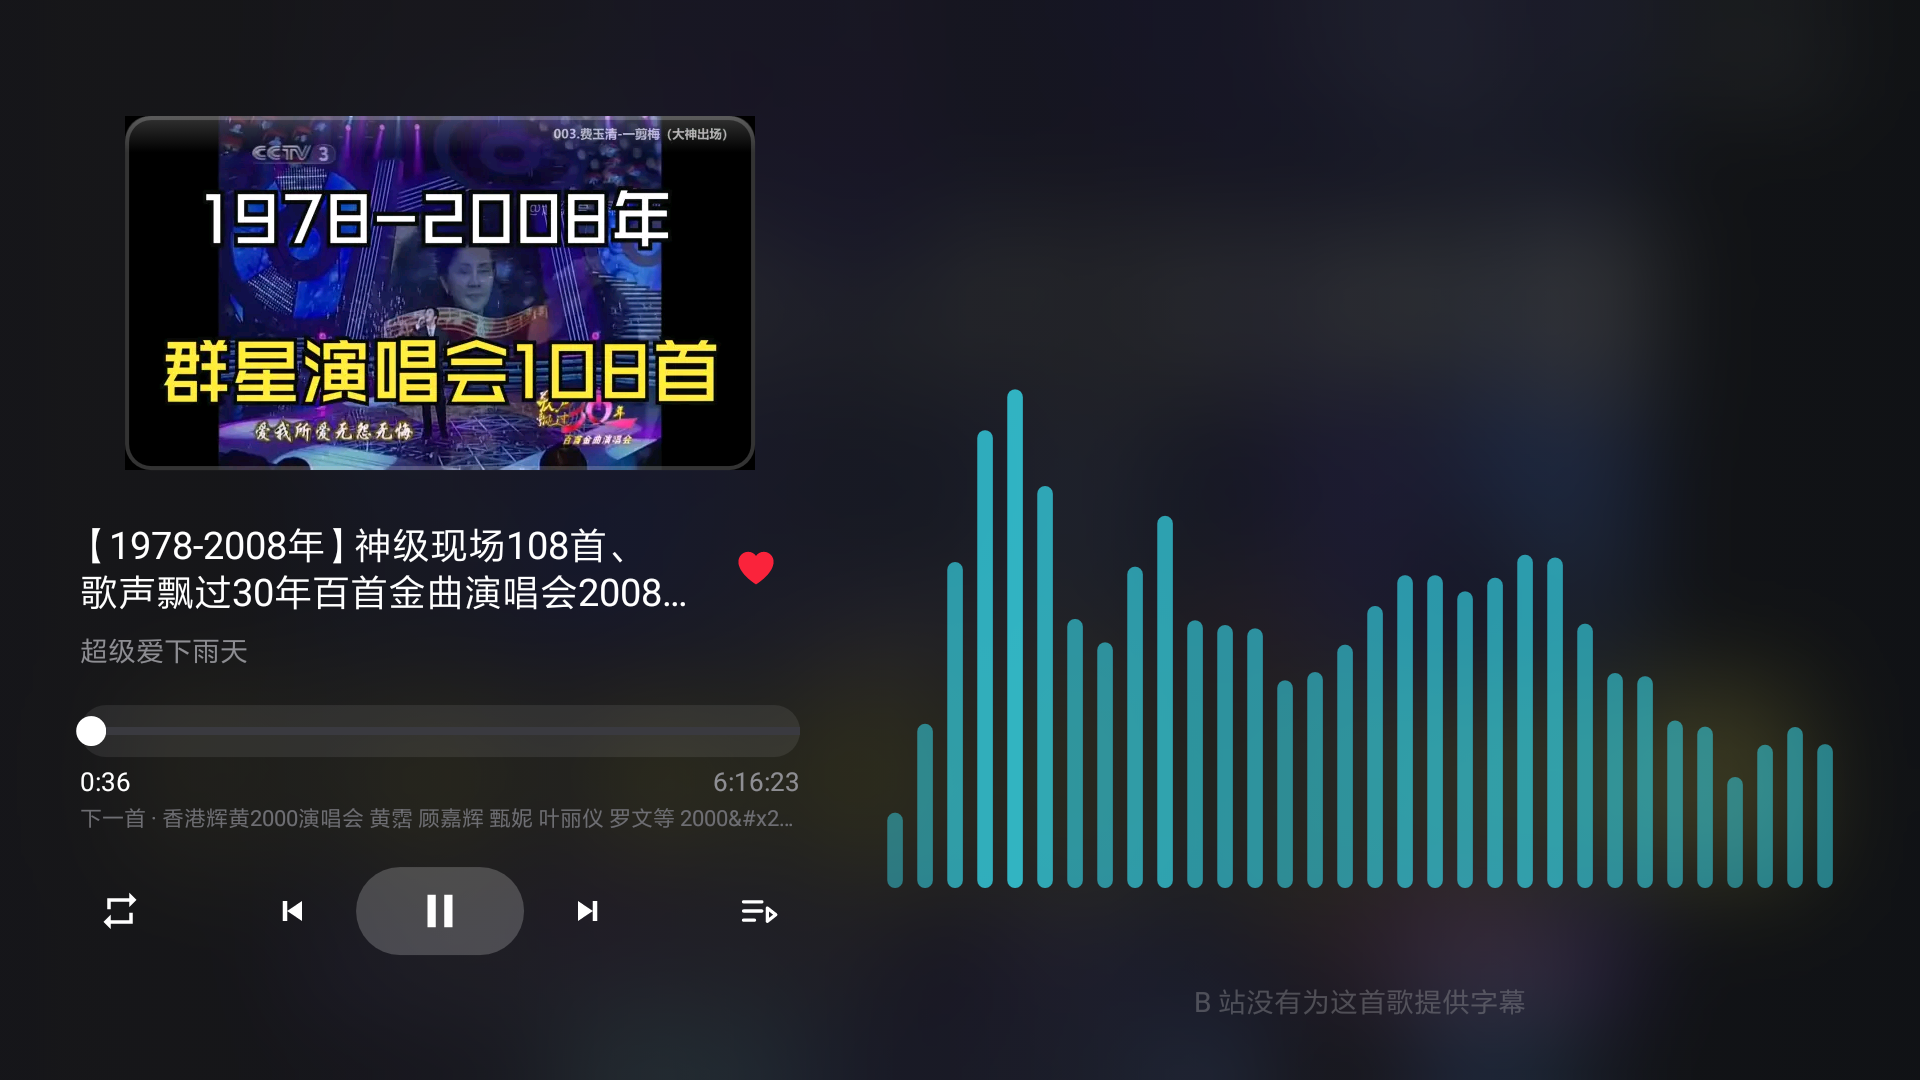 003.费玉清-一剪梅（大神出场）
CCTV 3
1978-2008年
群星演唱会108首
爱我所爱无怨无悔
百首金曲演唱会
【1978-2008年】神级现场108首、
歌声飘过30年百首金曲演唱会2008...
超级爱下雨天
0:36
6:16:23
下一首 · 香港辉黄2000演唱会 黄霑 顾嘉辉 甄妮 叶丽仪 罗文等 2000&#x2...
B 站没有为这首歌提供字幕